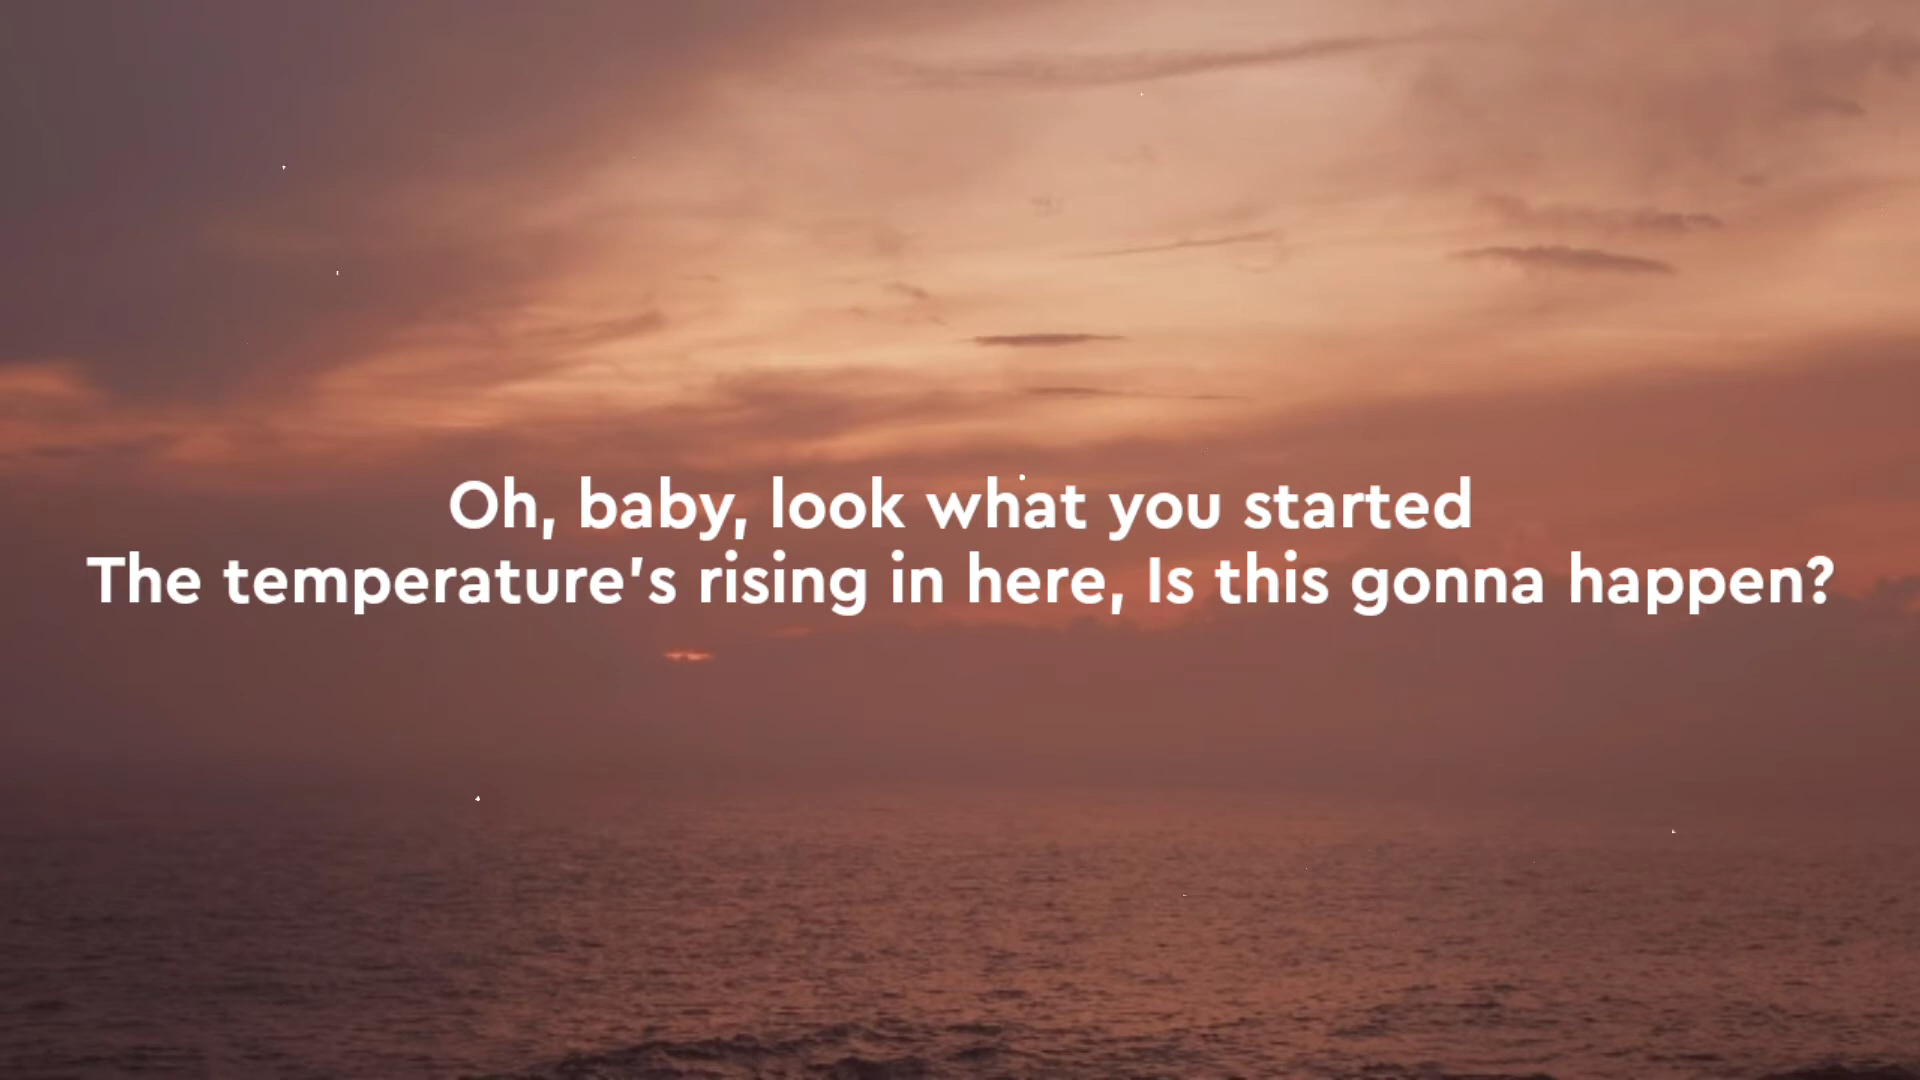 Oh, baby, look what you started
The temperature's rising in here, Is this gonna happen?